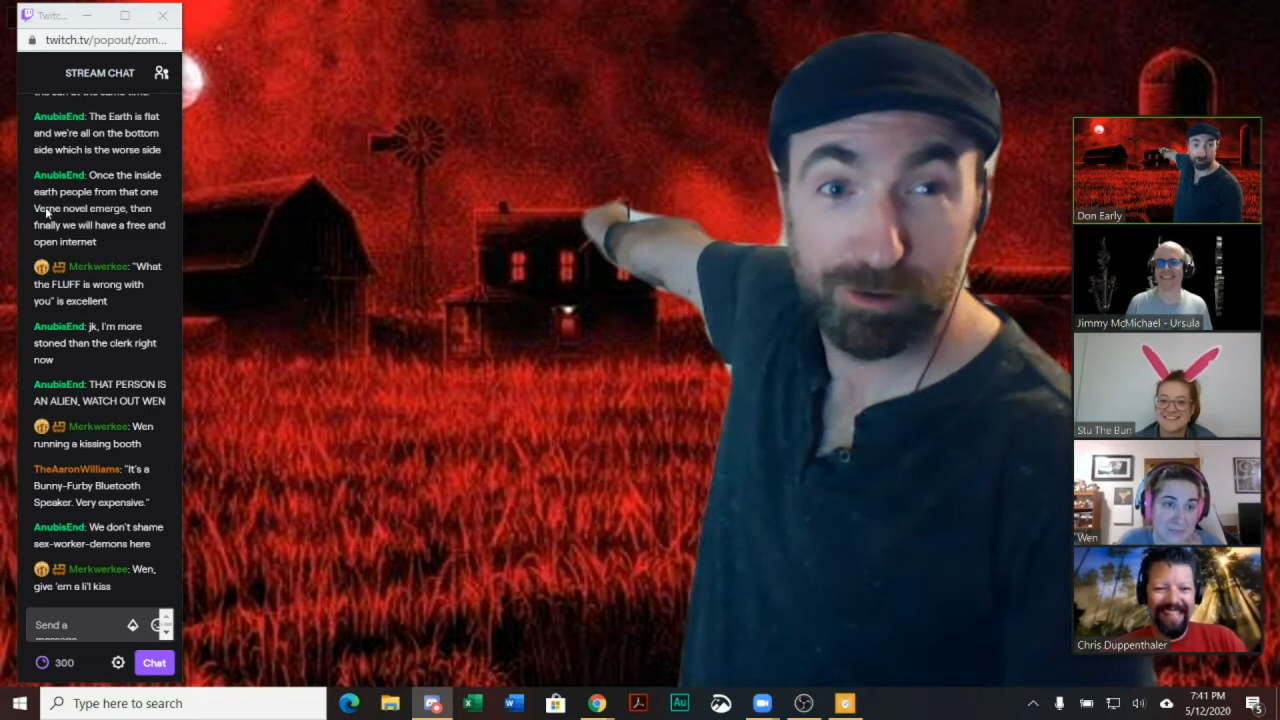 Twitc...
twitch.tv/popout/zom...
STREAM CHAT
AnubisEnd: The Earth is flat
and we're all on the bottom
side which is the worse side
AnubisEnd: Once the inside
earth people from that one
Verne novel emerge, then
finally we will have a free and
open internet
Merkwerkee: "What
the FLUFF is wrong with
you" is excellent
AnubisEnd: jk, I'm more
stoned than the clerk right
now
AnubisEnd: THAT PERSON IS
AN ALIEN, WATCH OUT WEN
Merkwerkee: Wen
running a kissing booth
TheAaronWilliams: "It's a
Bunny-Furby Bluetooth
Speaker. Very expensive."
AnubisEnd: We don't shame
sex-worker-demons here
Merkwerkee: Wen,
give 'em a li'l kiss
Send a
message
300
Chat
Don Early
Jimmy McMichael - Ursula
Stu The Bun
Wen
Chris Duppenthaler
Type here to search
Au
7:41 PM
5/12/2020
5